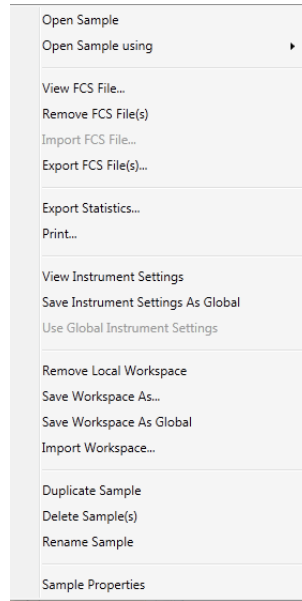 Open Sample
Open Sample using
View FCS File...
Remove FCS File(s)
Import FCS File...
Export FCS File(s)...
Export Statistics...
Print...
View Instrument Settings
Save Instrument Settings As Global
Use Global Instrument Settings
Remove Local Workspace
Save Workspace As...
Save Workspace As Global
Import Workspace...
Duplicate Sample
Delete Sample(s)
Rename Sample
Sample Properties